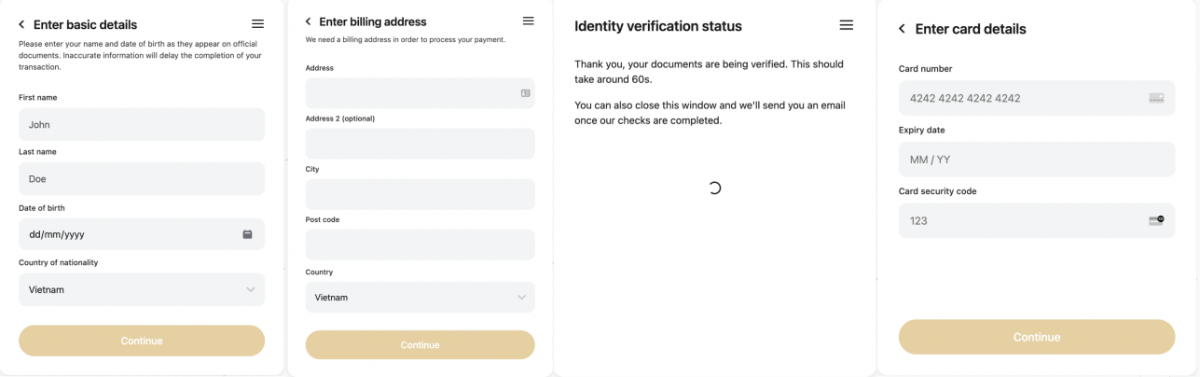 Enter basic details
Please enter your name and date of birth as they appear on official
documents. Inaccurate information will delay the completion of your
transaction.
First name
John
Last name
Doe
Date of birth
dd/mm/yyyy
Country of nationality
Vietnam
Continue
Enter billing address
We need a billing address in order to process your payment.
Address
Address 2 (optional)
City
Post code
Country
Vietnam
Continue
Identity verification status
Thank you, your documents are being verified. This should
take around 60s.
You can also close this window and we'll send you an email
once our checks are completed.
Enter card details
Card number
4242 4242 4242 4242
Expiry date
MM / YY
Card security code
123
Continue